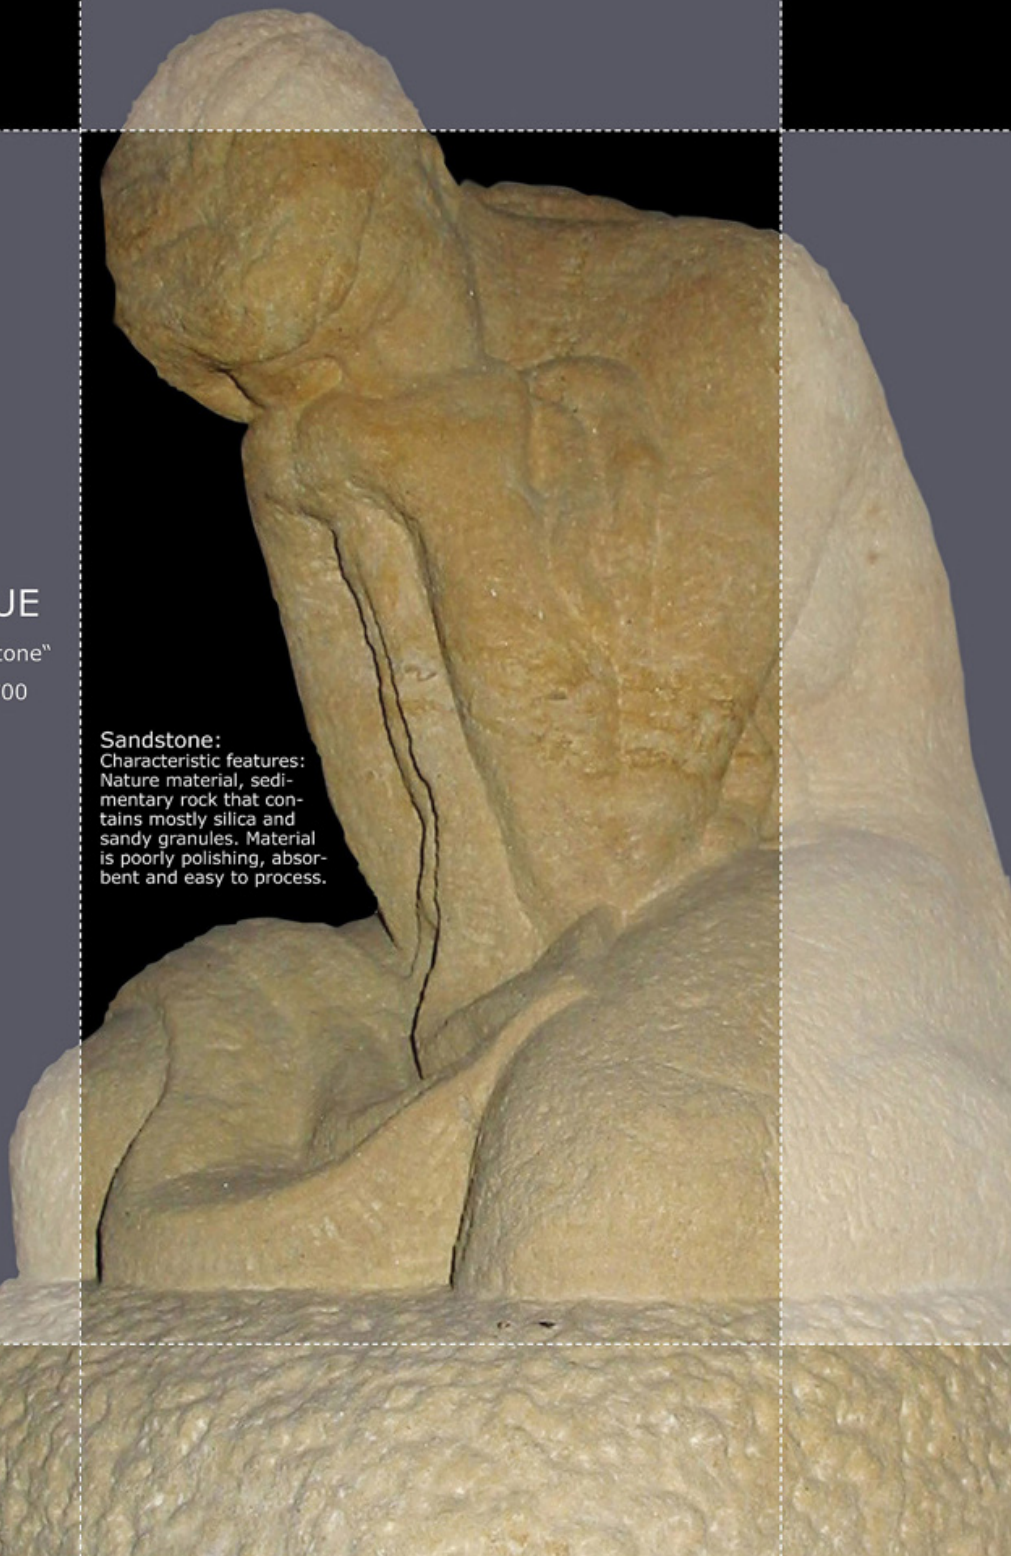 UE
tone“
00
Sandstone:
Characteristic features:
Nature material, sedi-
mentary rock that con-
tains mostly silica and
sandy granules. Material
is poorly polishing, absor-
bent and easy to process.